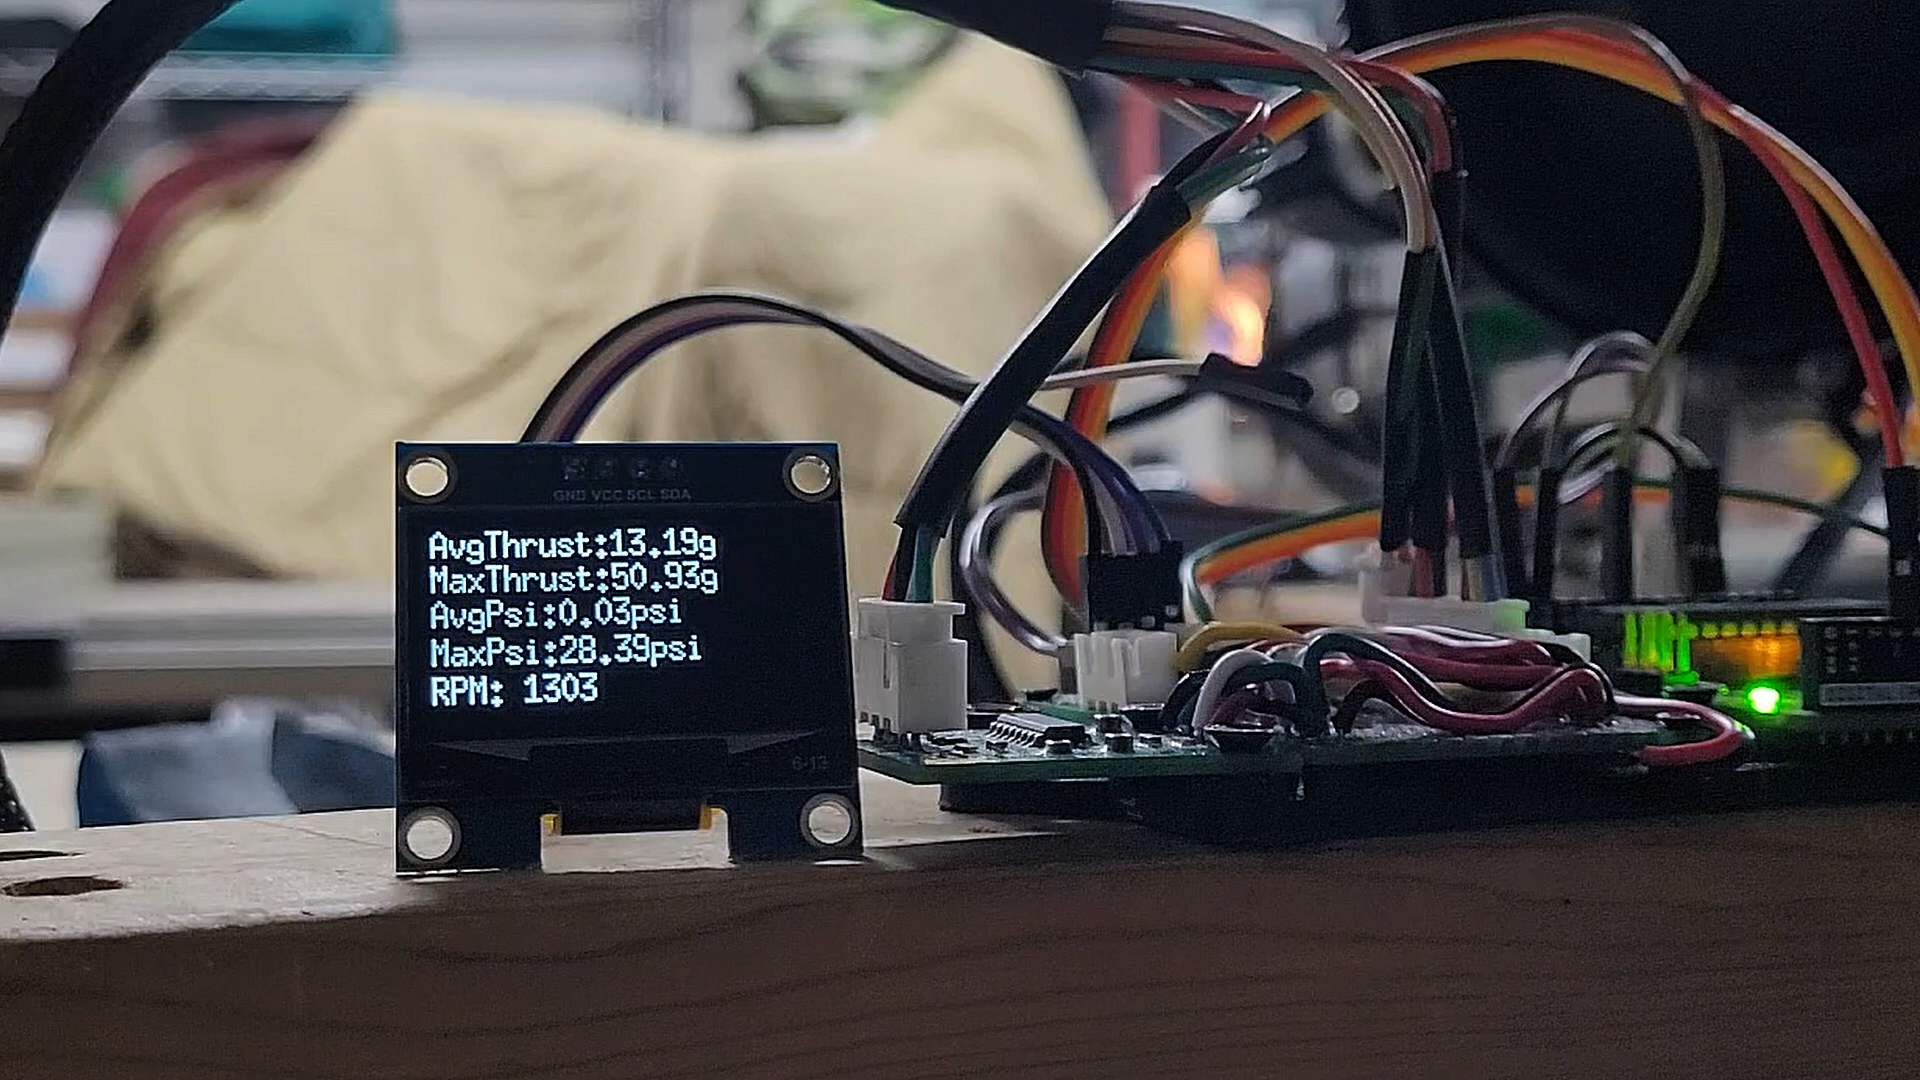 GND VCC SCL SDA
AvgThrust:13.19g
MaxThrust:50.93g
AvgPsi:0.03psi
MaxPsi:28.39psi
RPM: 1303